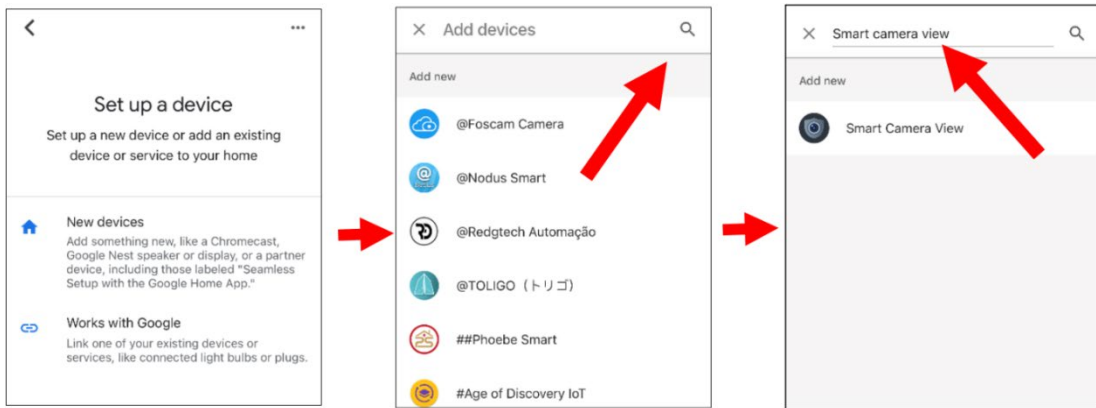 Set up a device
Set up a new device or add an existing
device or service to your home
New devices
Add something new, like a Chromecast,
Google Nest speaker or display, or a partner
device, including those labeled "Seamless
Setup with the Google Home App."
Works with Google
Link one of your existing devices or
services, like connected light bulbs or plugs.
Add devices
Add new
@Foscam Camera
@Nodus Smart
@Redgtech Automação
@TOLIGO（トリゴ）
##Phoebe Smart
#Age of Discovery IoT
Smart camera view
Add new
Smart Camera View